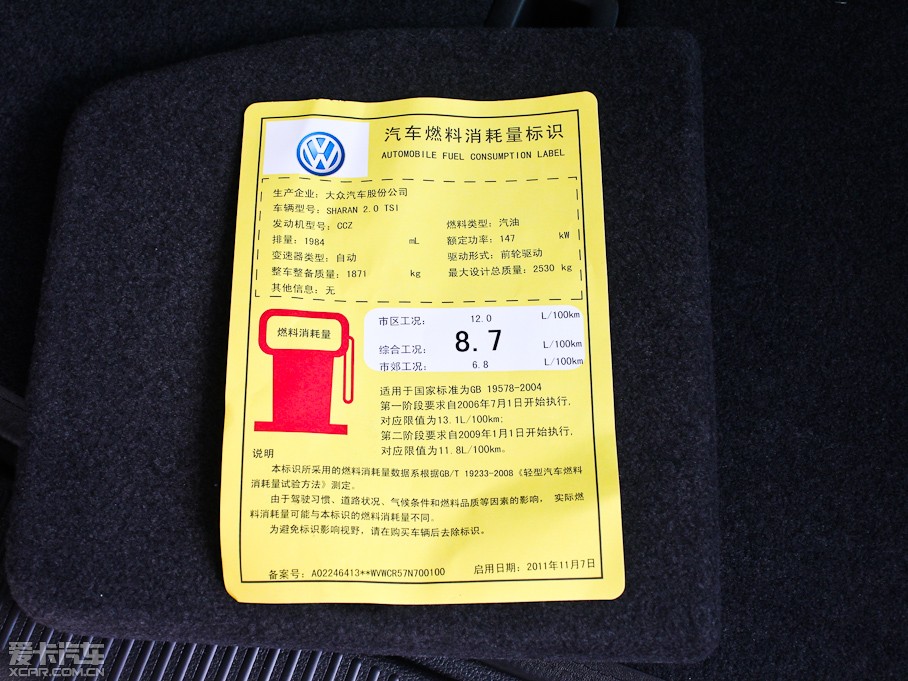 汽车燃料消耗量标识
AUTOMOBILE FUEL CONSUMPTION LABEL
生产企业：大众汽车股份公司
车辆型号：SHARAN 2.0 TSI
发动机型号：CCZ 燃料类型：汽油
排量：1984 mL 额定功率：147 kW
变速器类型：自动 驱动形式：前轮驱动
整车整备质量：1871 kg 最大设计总质量：2530 kg
其他信息：无
燃料消耗量
市区工况： 12.0 L/100km
综合工况： 8.7 L/100km
市郊工况： 6.8 L/100km
适用于国家标准为GB 19578-2004
第一阶段要求自2006年7月1日开始执行，
对应限值为13.1L/100km；
第二阶段要求自2009年1月1日开始执行，
对应限值为11.8L/100km。
说明
本标识所采用的燃料消耗量数据系根据GB/T 19233-2008《轻型汽车燃料
消耗量试验方法》测定。
由于驾驶习惯、道路状况、气候条件和燃料品质等因素的影响， 实际燃
料消耗量可能与本标识的燃料消耗量不同。
为避免标识影响视野，请在购买车辆后去除标识。
备案号：A02246413**WVWCR57N700100 启用日期：2011年11月7日
爱卡汽车
XCAR.COM.CN